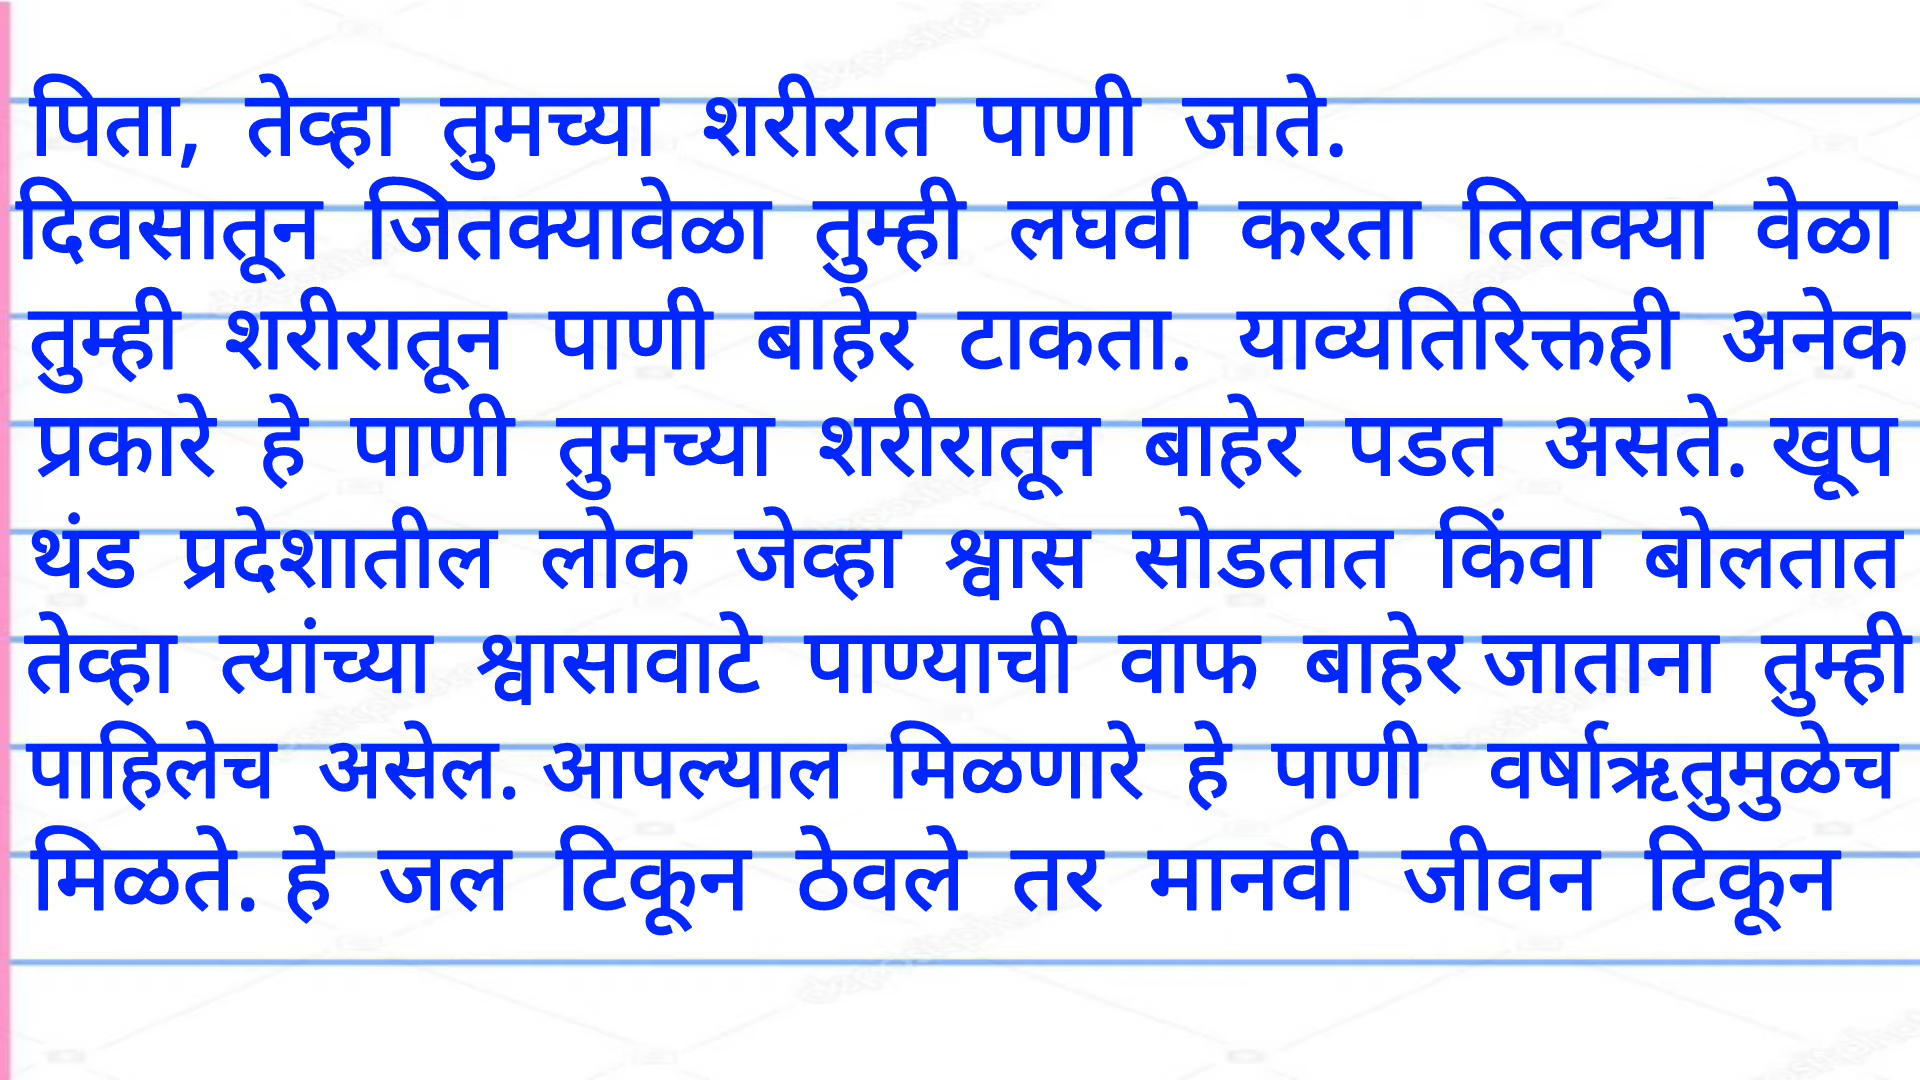 पिता, तेव्हा तुमच्या शरीरात पाणी जाते.
दिवसातून जितक्यावेळा तुम्ही लघवी करता तितक्या वेळा
तुम्ही शरीरातून पाणी बाहेर टाकता. याव्यतिरिक्तही अनेक
प्रकारे हे पाणी तुमच्या शरीरातून बाहेर पडत असते. खूप
थंड प्रदेशातील लोक जेव्हा श्वास सोडतात किंवा बोलतात
तेव्हा त्यांच्या श्वासावाटे पाण्याची वाफ बाहेर जाताना तुम्ही
पाहिलेच असेल. आपल्याल मिळणारे हे पाणी वर्षाऋतुमुळेच
मिळते. हे जल टिकून ठेवले तर मानवी जीवन टिकून